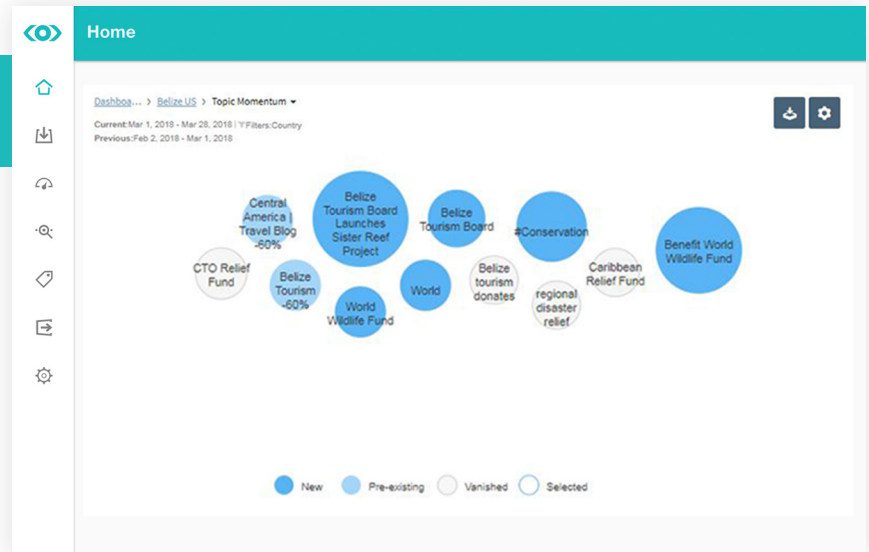 Home
Dashboa... > Belize US > Topic Momentum
Current:Mar 1, 2018 - Mar 28, 2018 | Filters:Country
Previous:Feb 2, 2018 - Mar 1, 2018
Central
America |
Travel Blog
-60%
Belize
Tourism Board
Launches
Sister Reef
Project
Belize
Tourism Board
#Conservation
Benefit World
Wildlife Fund
CTO Relief
Fund
Belize
Tourism
-60%
World
Wildlife Fund
World
Belize
tourism
donates
regional
disaster
relief
Caribbean
Relief Fund
New
Pre-existing
Vanished
Selected